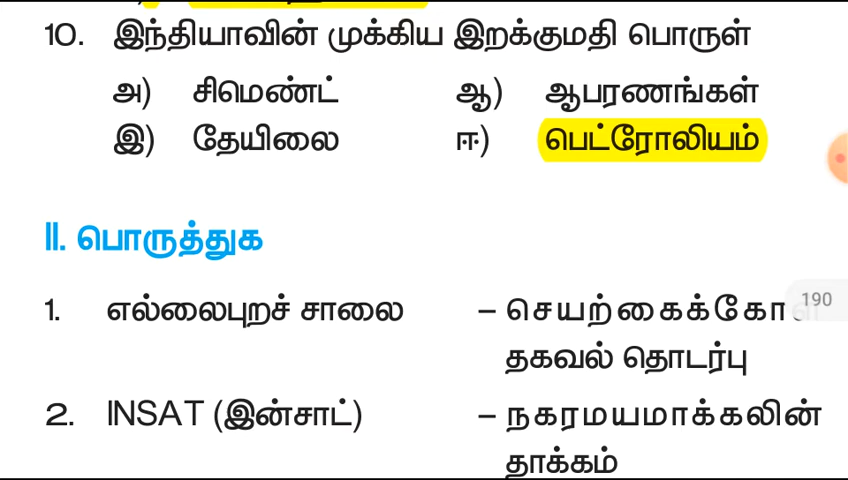 10. இந்தியாவின் முக்கிய இறக்குமதி பொருள்
அ) சிமெண்ட் ஆ) ஆபரணங்கள்
இ) தேயிலை ஈ) பெட்ரோலியம்
II. பொருத்துக
1. எல்லைபுறச் சாலை – செயற்கைக்கோள்
தகவல் தொடர்பு
190
2. INSAT (இன்சாட்) – நகரமயமாக்கலின்
தாக்கம்